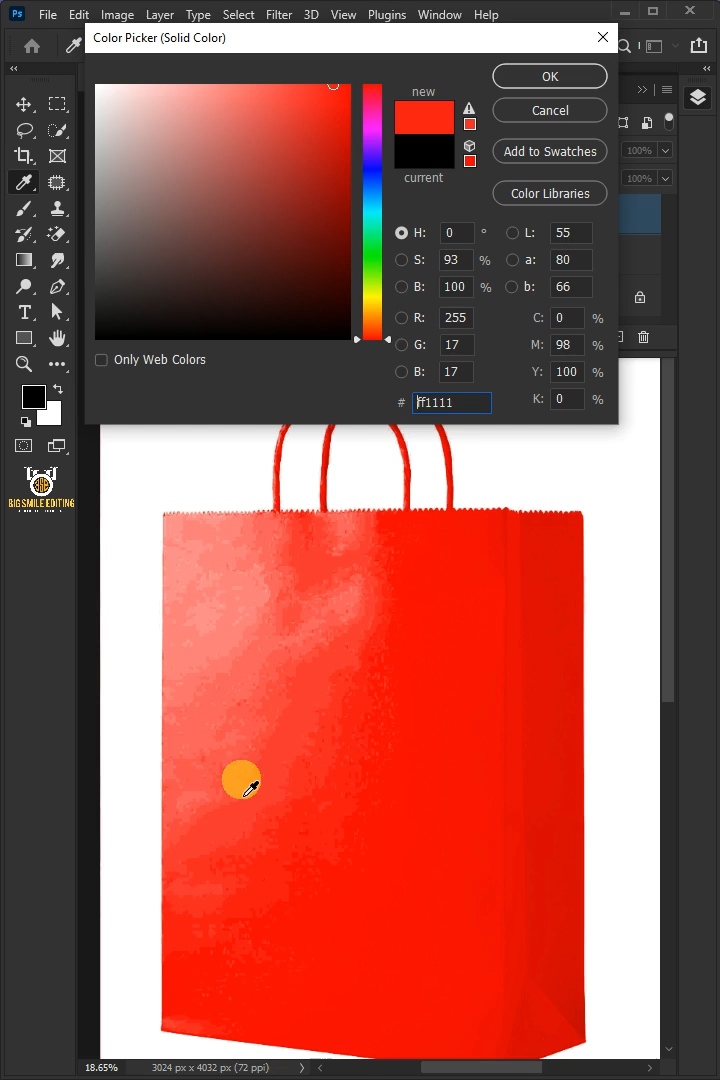 Ps File Edit Image Layer Type Select Filter 3D View Plugins Window Help
Color Picker (Solid Color)
new
current
OK
Cancel
Add to Swatches
Color Libraries
100%
100%
H: 0 ° L: 55
S: 93 % a: 80
B: 100 % b: 66
R: 255 C: 0 %
G: 17 M: 98 %
B: 17 Y: 100 %
# ff1111 K: 0 %
Only Web Colors
BIG SMILE EDITING
18.65% 3024 px x 4032 px (72 ppi)